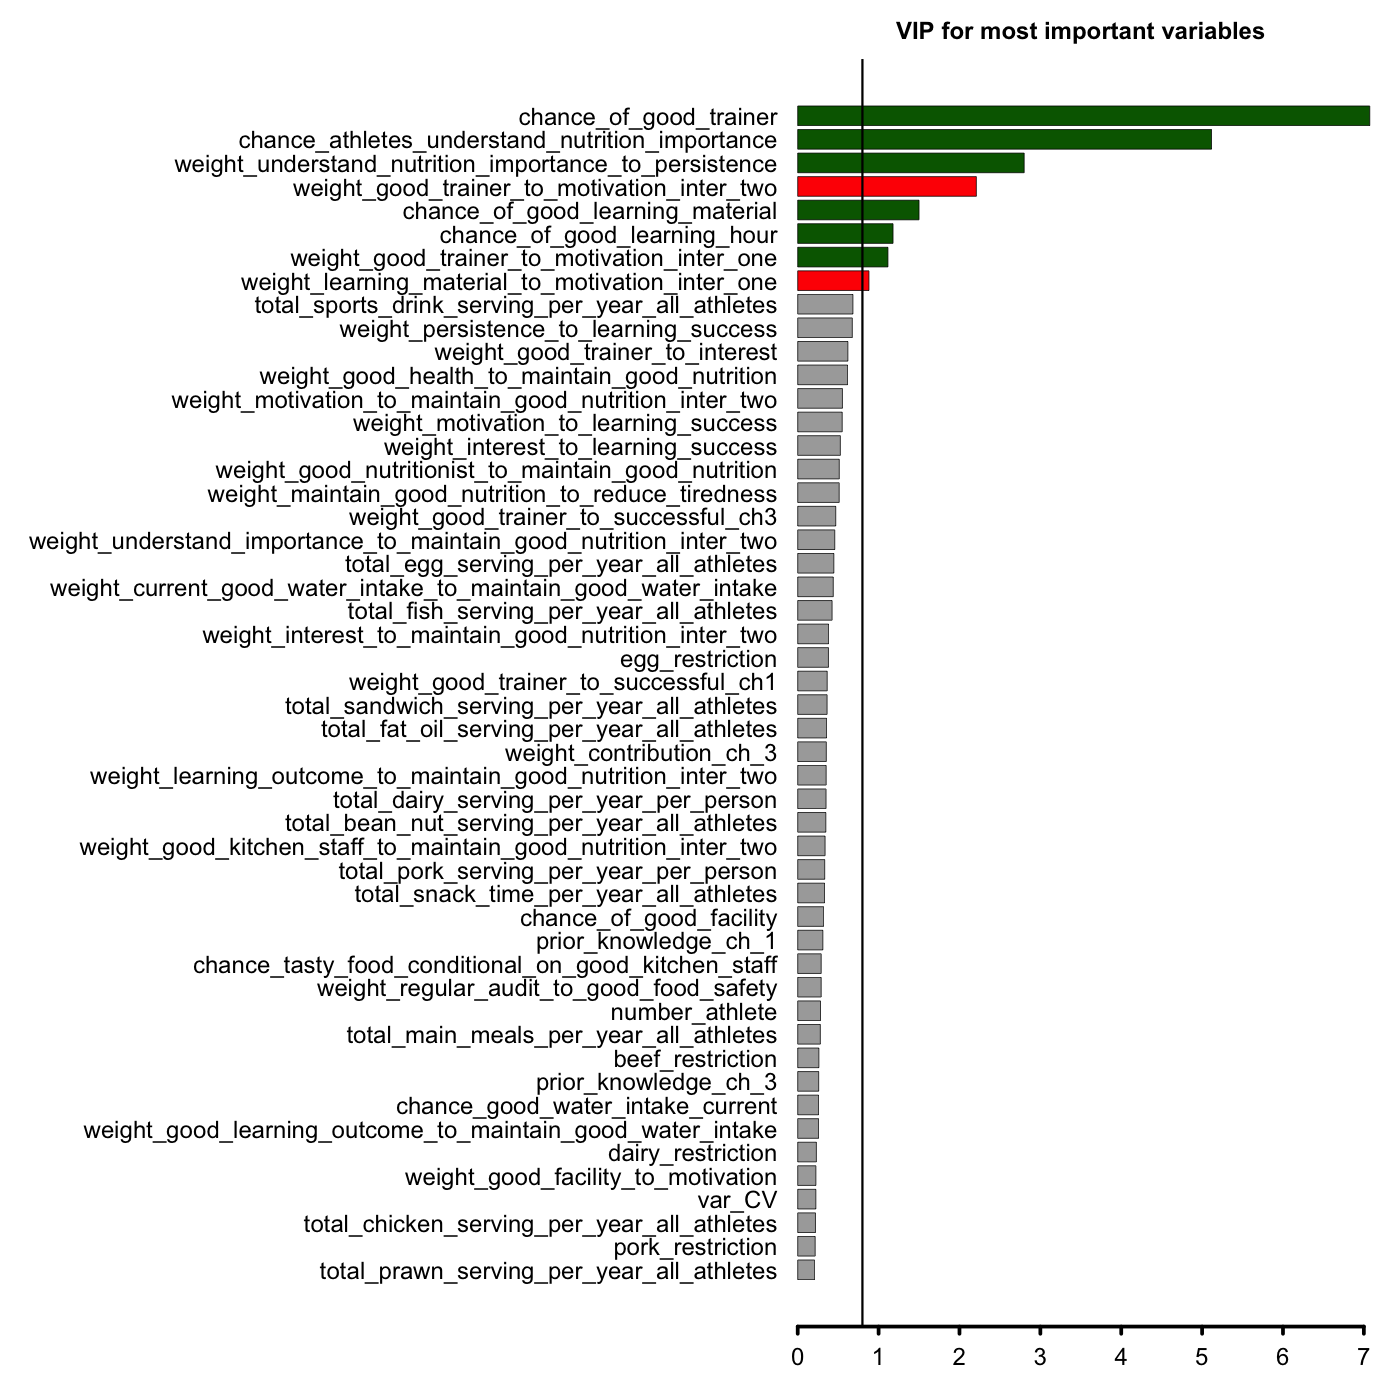 VIP for most important variables
chance_of_good_trainer
chance_athletes_understand_nutrition_importance
weight_understand_nutrition_importance_to_persistence
weight_good_trainer_to_motivation_inter_two
chance_of_good_learning_material
chance_of_good_learning_hour
weight_good_trainer_to_motivation_inter_one
weight_learning_material_to_motivation_inter_one
total_sports_drink_serving_per_year_all_athletes
weight_persistence_to_learning_success
weight_good_trainer_to_interest
weight_good_health_to_maintain_good_nutrition
weight_motivation_to_maintain_good_nutrition_inter_two
weight_motivation_to_learning_success
weight_interest_to_learning_success
weight_good_nutritionist_to_maintain_good_nutrition
weight_maintain_good_nutrition_to_reduce_tiredness
weight_good_trainer_to_successful_ch3
weight_understand_importance_to_maintain_good_nutrition_inter_two
total_egg_serving_per_year_all_athletes
weight_current_good_water_intake_to_maintain_good_water_intake
total_fish_serving_per_year_all_athletes
weight_interest_to_maintain_good_nutrition_inter_two
egg_restriction
weight_good_trainer_to_successful_ch1
total_sandwich_serving_per_year_all_athletes
total_fat_oil_serving_per_year_all_athletes
weight_contribution_ch_3
weight_learning_outcome_to_maintain_good_nutrition_inter_two
total_dairy_serving_per_year_per_person
total_bean_nut_serving_per_year_all_athletes
weight_good_kitchen_staff_to_maintain_good_nutrition_inter_two
total_pork_serving_per_year_per_person
total_snack_time_per_year_all_athletes
chance_of_good_facility
prior_knowledge_ch_1
chance_tasty_food_conditional_on_good_kitchen_staff
weight_regular_audit_to_good_food_safety
number_athlete
total_main_meals_per_year_all_athletes
beef_restriction
prior_knowledge_ch_3
chance_good_water_intake_current
weight_good_learning_outcome_to_maintain_good_water_intake
dairy_restriction
weight_good_facility_to_motivation
var_CV
total_chicken_serving_per_year_all_athletes
pork_restriction
total_prawn_serving_per_year_all_athletes
0 1 2 3 4 5 6 7